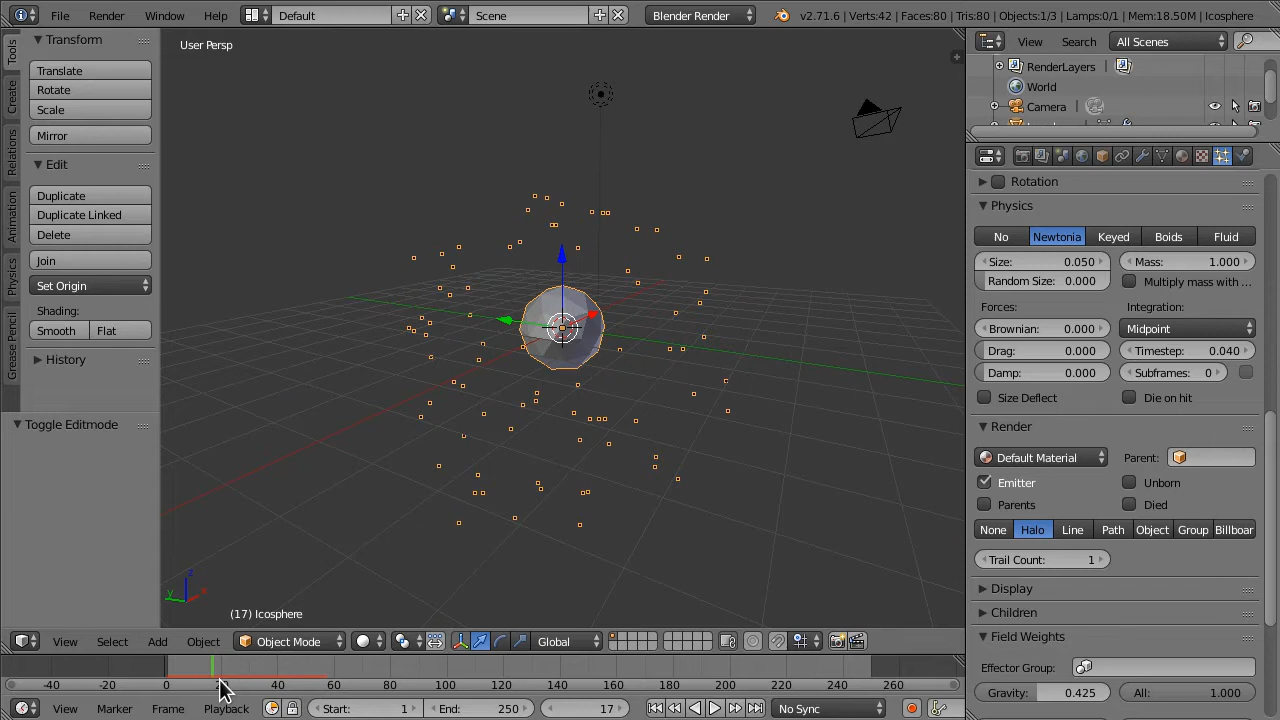 File Render Window Help Default Scene Blender Render v2.71.6 | Verts:42 | Faces:80 | Tris:80 | Objects:1/3 | Lamps:0/1 | Mem:18.50M | Icosphere
Tools
Create
Relations
Animation
Physics
Grease Pencil
Transform
Translate
Rotate
Scale
Mirror
Edit
Duplicate
Duplicate Linked
Delete
Join
Set Origin
Shading:
Smooth Flat
History
Toggle Editmode
User Persp
z
y x
(17) Icosphere
View Select Add Object Object Mode Global
-40 -20 0 20 40 60 80 100 120 140 160 180 200 220 240 260
View Marker Frame Playback Start: 1 End: 250 17 No Sync
View Search All Scenes
RenderLayers |
World
Camera |
Rotation
Physics
No Newtonia Keyed Boids Fluid
Size: 0.050 Mass: 1.000
Random Size: 0.000 Multiply mass with ...
Forces: Integration:
Brownian: 0.000 Midpoint
Drag: 0.000 Timestep: 0.040
Damp: 0.000 Subframes: 0
Size Deflect Die on hit
Render
Default Material Parent:
Emitter Unborn
Parents Died
None Halo Line Path Object Group Billboar
Trail Count: 1
Display
Children
Field Weights
Effector Group:
Gravity: 0.425 All: 1.000